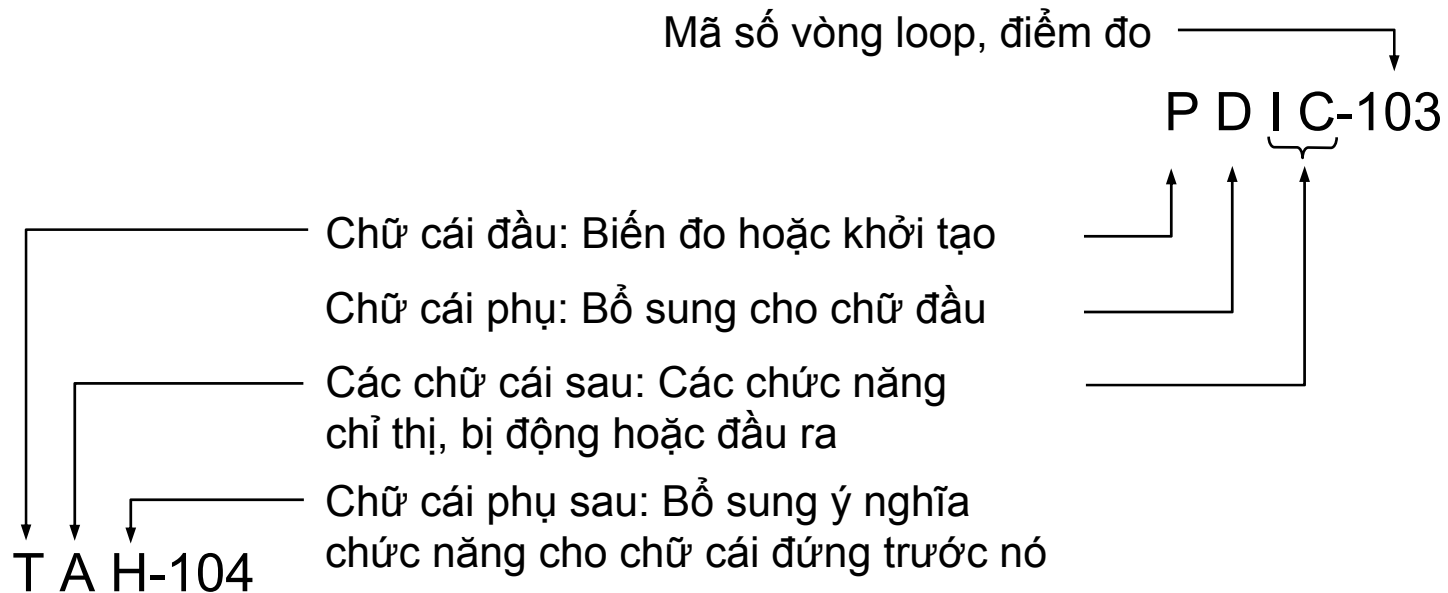 Mã số vòng loop, điểm đo
P D I C-103
Chữ cái đầu: Biến đo hoặc khởi tạo
Chữ cái phụ: Bổ sung cho chữ đầu
Các chữ cái sau: Các chức năng
chỉ thị, bị động hoặc đầu ra
Chữ cái phụ sau: Bổ sung ý nghĩa
chức năng cho chữ cái đứng trước nó
T A H-104